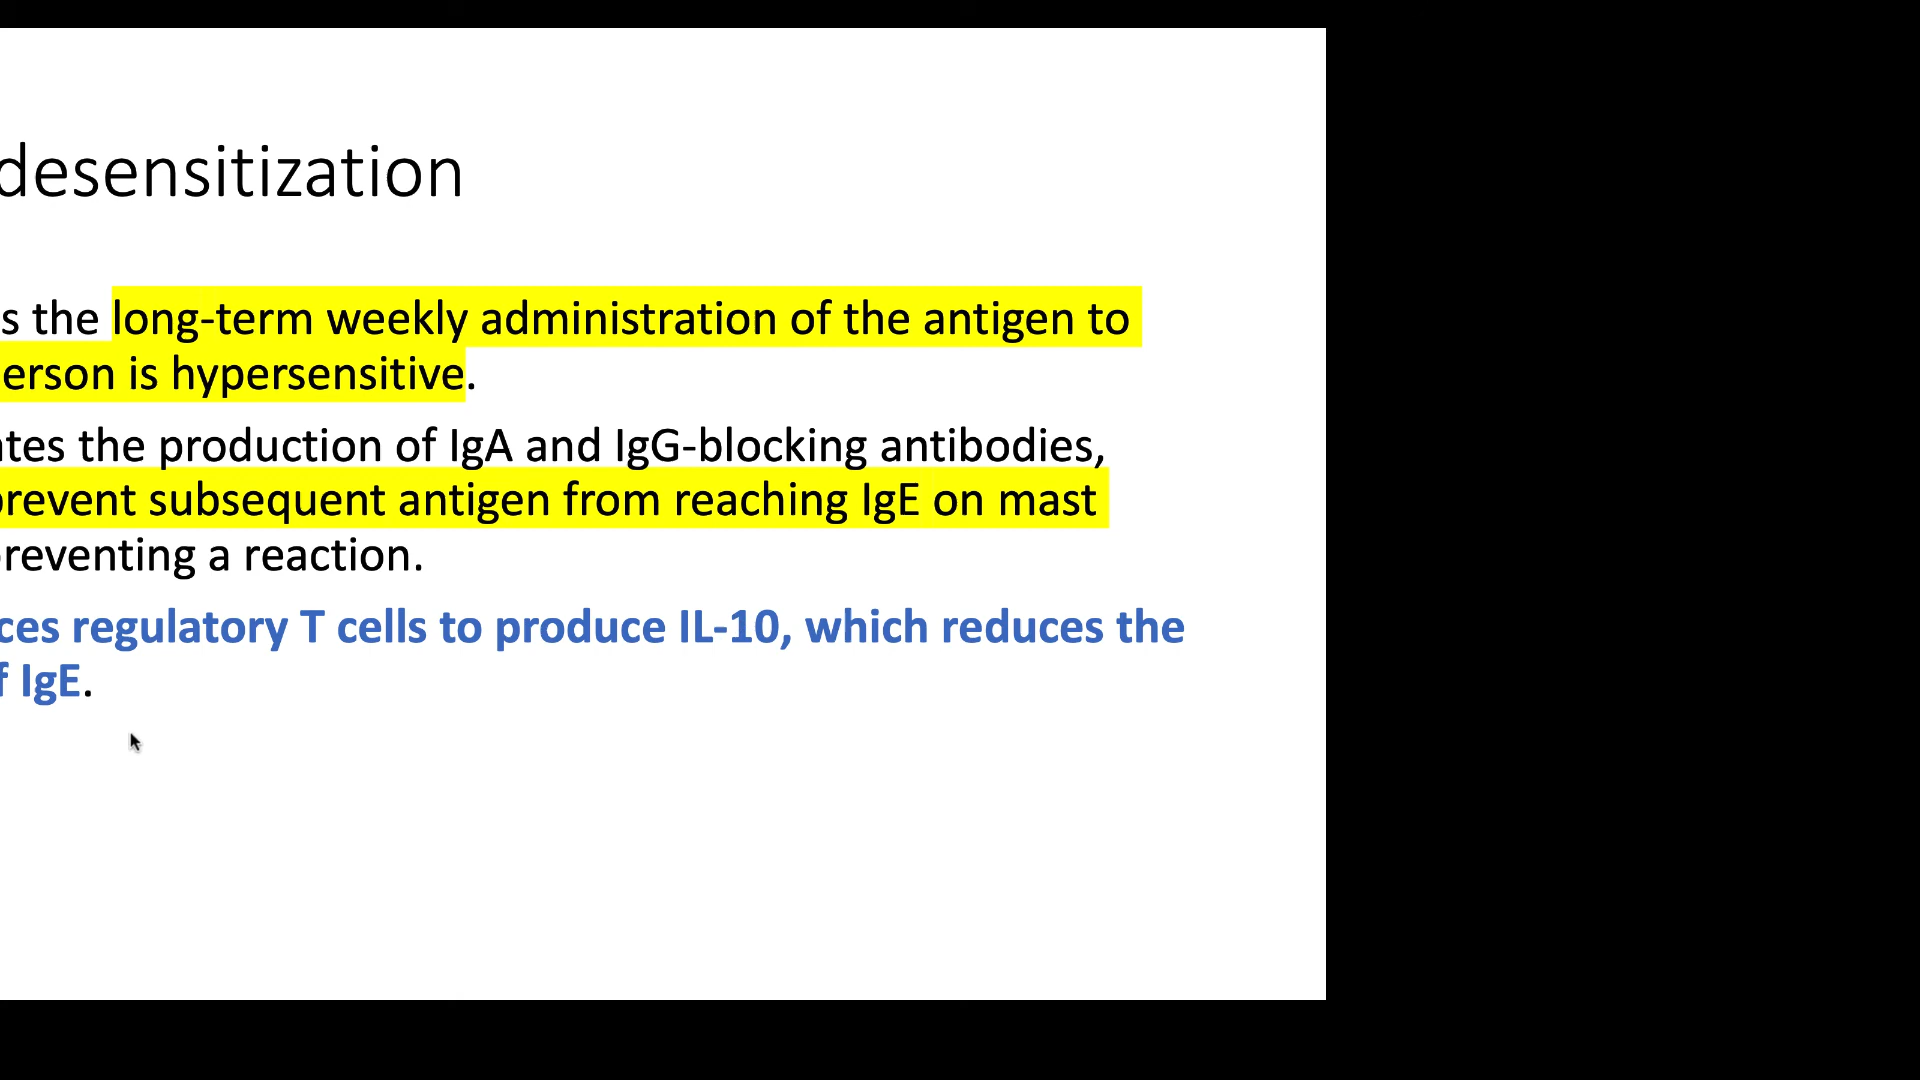 desensitization
s the long-term weekly administration of the antigen to
erson is hypersensitive.
tes the production of IgA and IgG-blocking antibodies,
prevent subsequent antigen from reaching IgE on mast
reventing a reaction.
ces regulatory T cells to produce IL-10, which reduces the
f IgE.